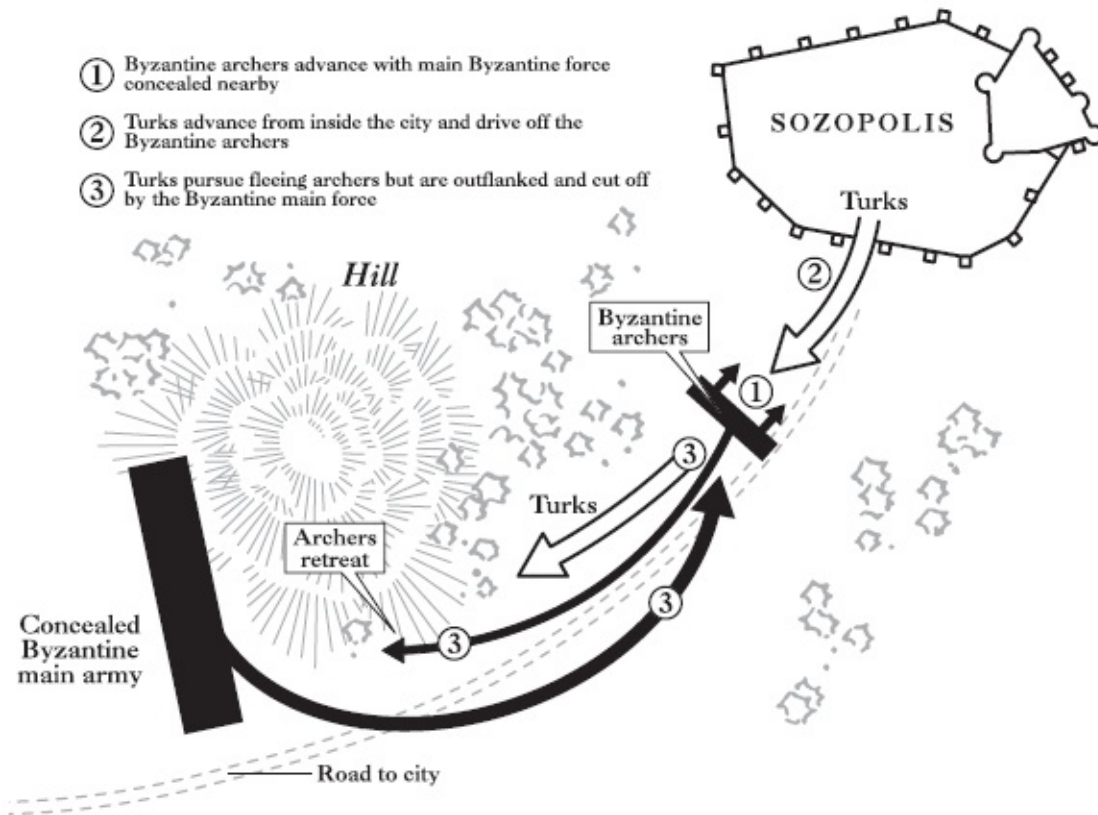 ① Byzantine archers advance with main Byzantine force
concealed nearby
② Turks advance from inside the city and drive off the
Byzantine archers
③ Turks pursue fleeing archers but are outflanked and cut off
by the Byzantine main force
SOZOPOLIS
Turks
②
Hill
Byzantine
archers
①
③
Turks
Archers
retreat
③
③
Concealed
Byzantine
main army
Road to city